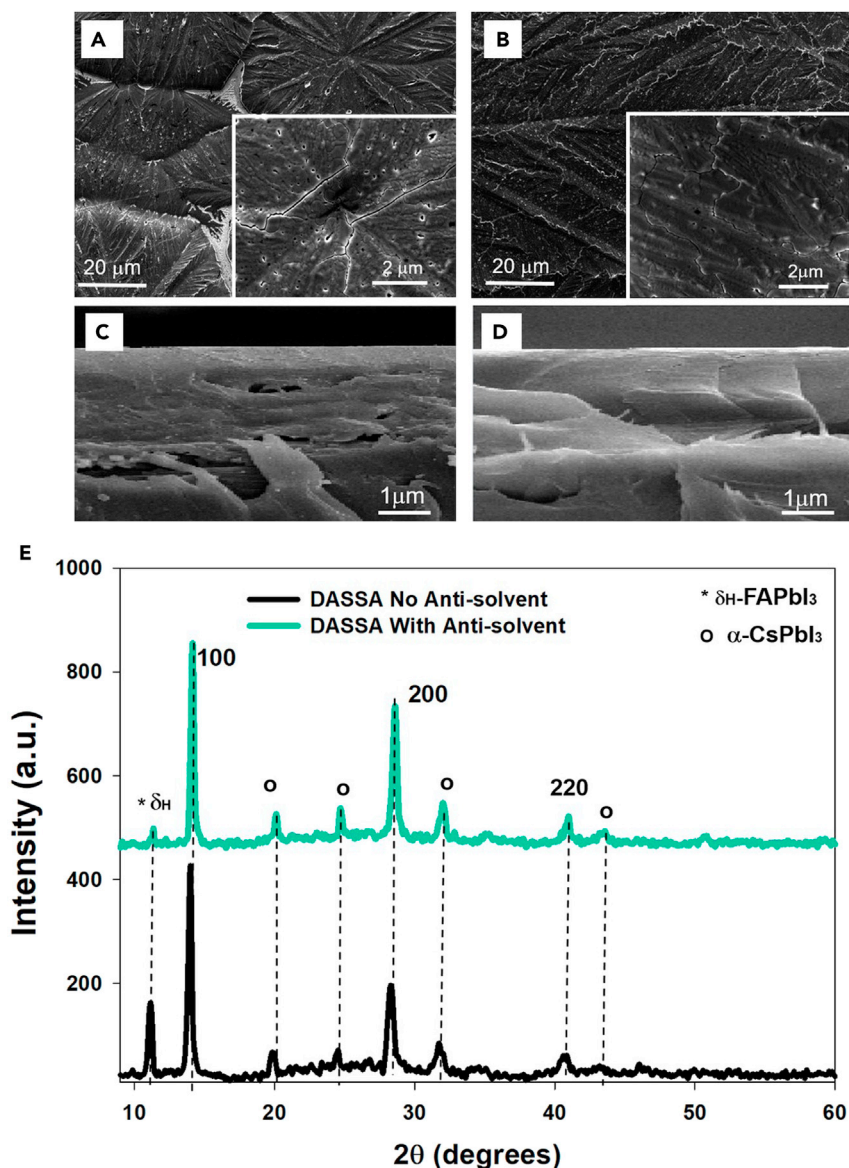 A
B
20 μm
2 μm
20 μm
2μm
C
D
1μm
1μm
E
1000
DASSA No Anti-solvent
DASSA With Anti-solvent
* δH-FAPbI₃
o α-CsPbI₃
800
100
200
600
* δH
o
o
o
220
o
400
200
Intensity (a.u.)
10
20
30
40
50
60
2θ (degrees)